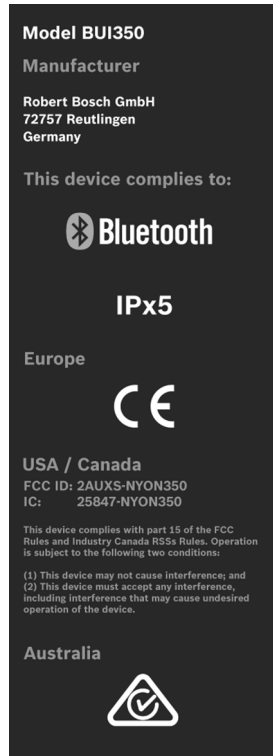 Model BUI350
Manufacturer
Robert Bosch GmbH
72757 Reutlingen
Germany
This device complies to:
Bluetooth
IPx5
Europe
CE
USA / Canada
FCC ID: 2AUXS-NYON350
IC: 25847-NYON350
This device complies with part 15 of the FCC
Rules and Industry Canada RSSs Rules. Operation
is subject to the following two conditions:
(1) This device may not cause interference; and
(2) This device must accept any interference,
including interference that may cause undesired
operation of the device.
Australia